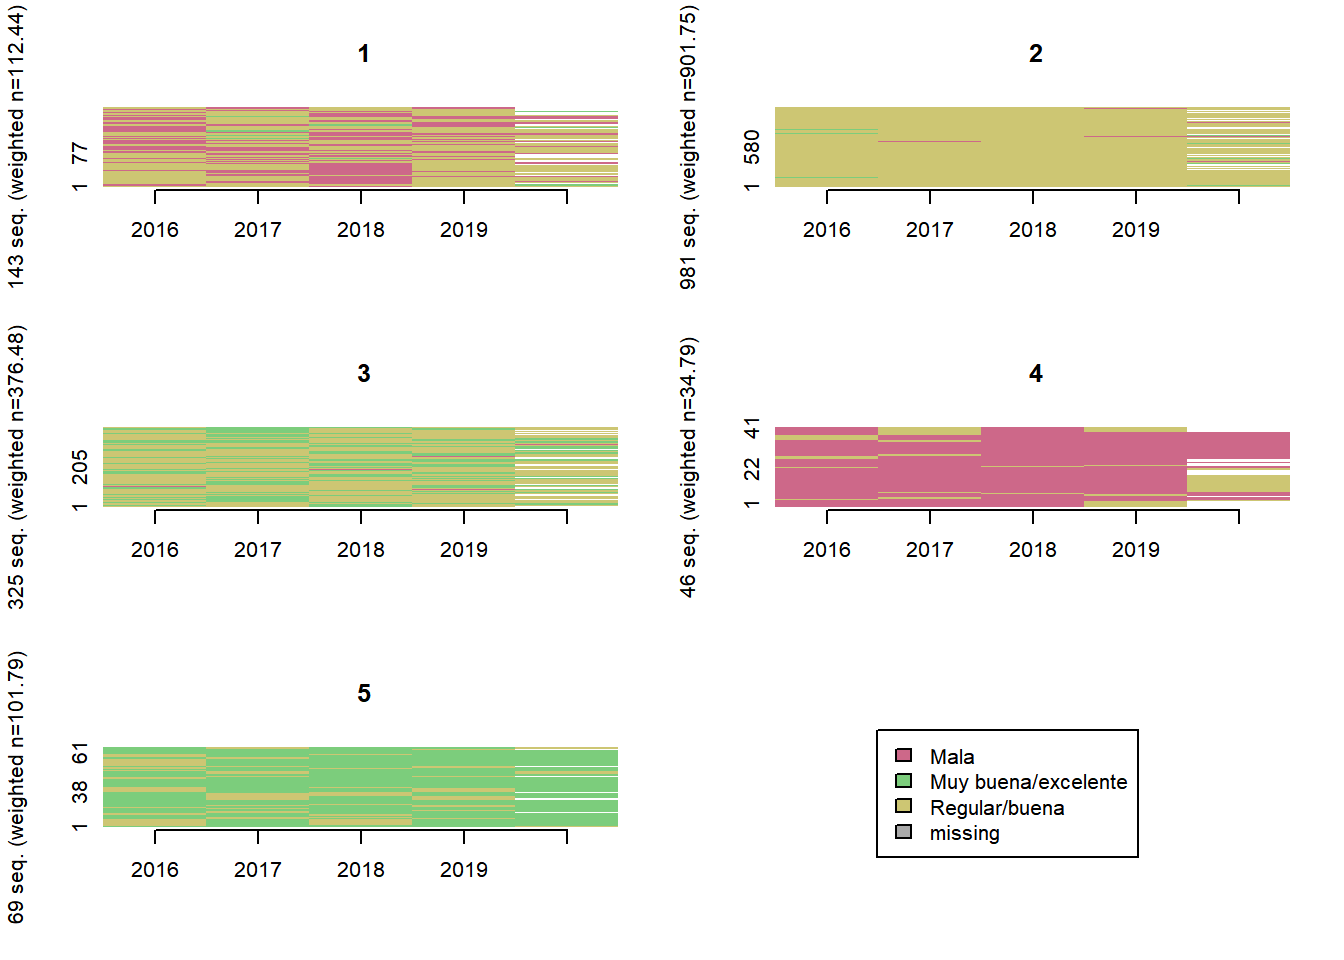 1
143 seq. (weighted n=112.44)
77
1
2016 2017 2018 2019
2
981 seq. (weighted n=901.75)
580
1
2016 2017 2018 2019
3
325 seq. (weighted n=376.48)
205
1
2016 2017 2018 2019
4
46 seq. (weighted n=34.79)
41
22
1
2016 2017 2018 2019
5
69 seq. (weighted n=101.79)
61
38
1
2016 2017 2018 2019
Mala
Muy buena/excelente
Regular/buena
missing